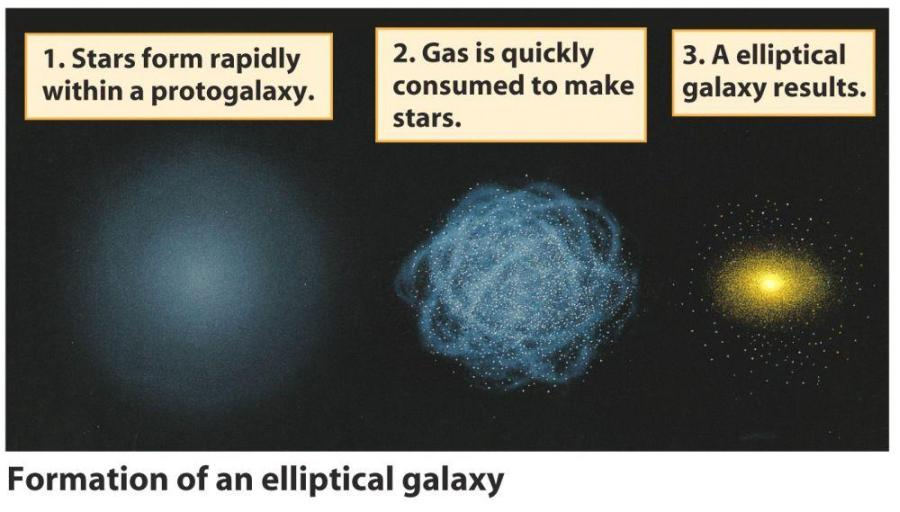 1. Stars form rapidly
within a protogalaxy.
2. Gas is quickly
consumed to make
stars.
3. A elliptical
galaxy results.
Formation of an elliptical galaxy